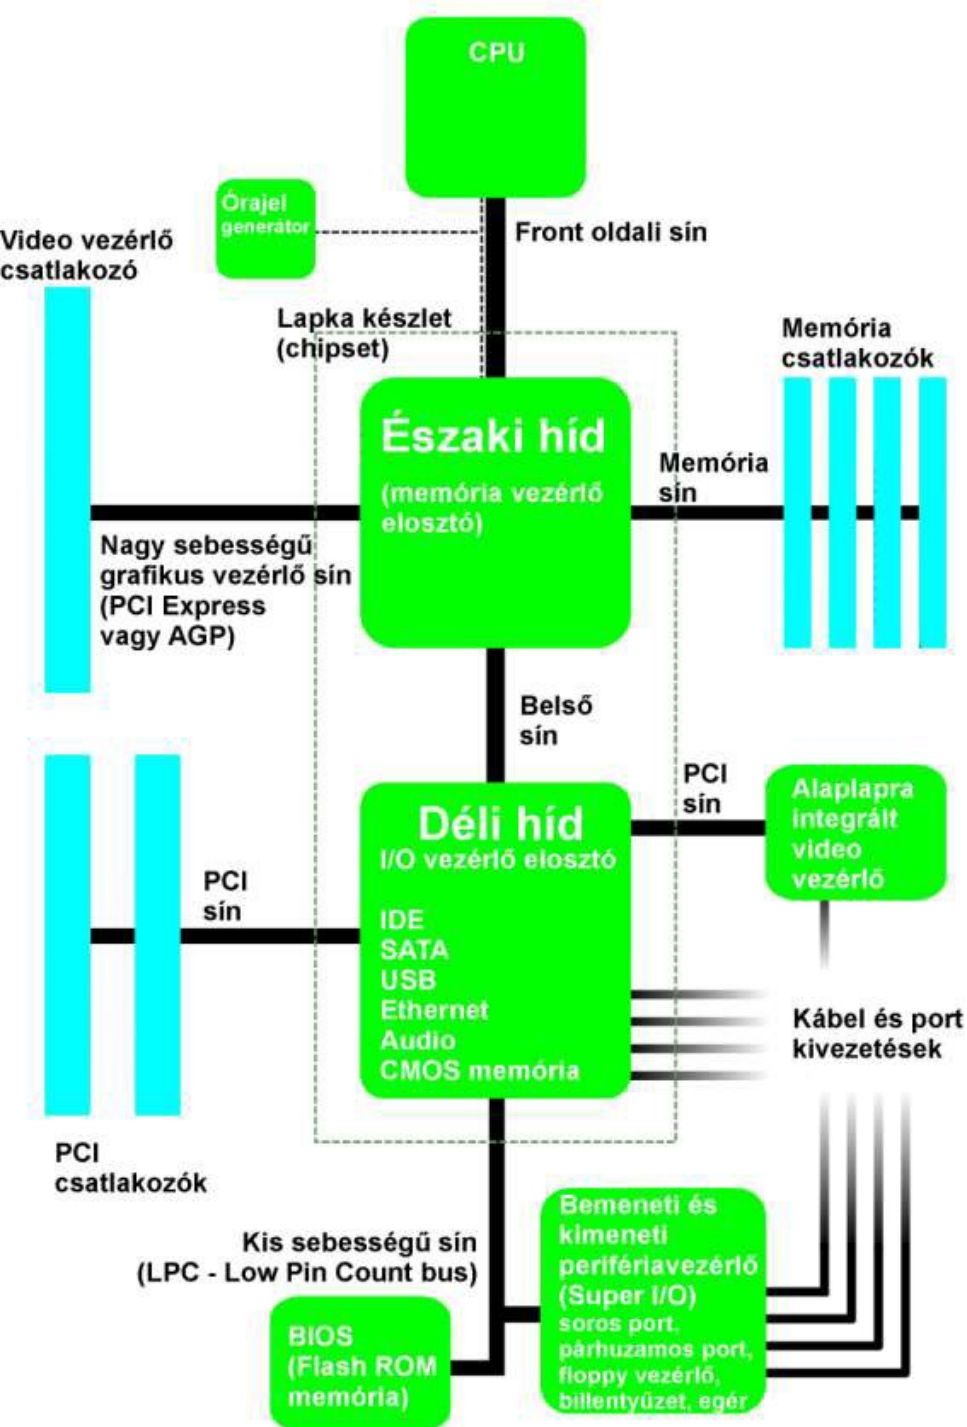 CPU
Órajel
generátor
Front oldali sín
Video vezérlő
csatlakozó
Lapka készlet
(chipset)
Memória
csatlakozók
Északi híd
(memória vezérlő
elosztó)
Memória
sín
Nagy sebességű
grafikus vezérlő sín
(PCI Express
vagy AGP)
Belső
sín
PCI
sín
Alaplapra
integrált
video
vezérlő
Déli híd
I/O vezérlő elosztó
IDE
SATA
USB
Ethernet
Audio
CMOS memória
PCI
sín
Kábel és port
kivezetések
PCI
csatlakozók
Kis sebességű sín
(LPC - Low Pin Count bus)
Bemeneti és
kimeneti
perifériavezérlő
(Super I/O)
soros port,
párhuzamos port,
floppy vezérlő,
billentyűzet, egér
BIOS
(Flash ROM
memória)